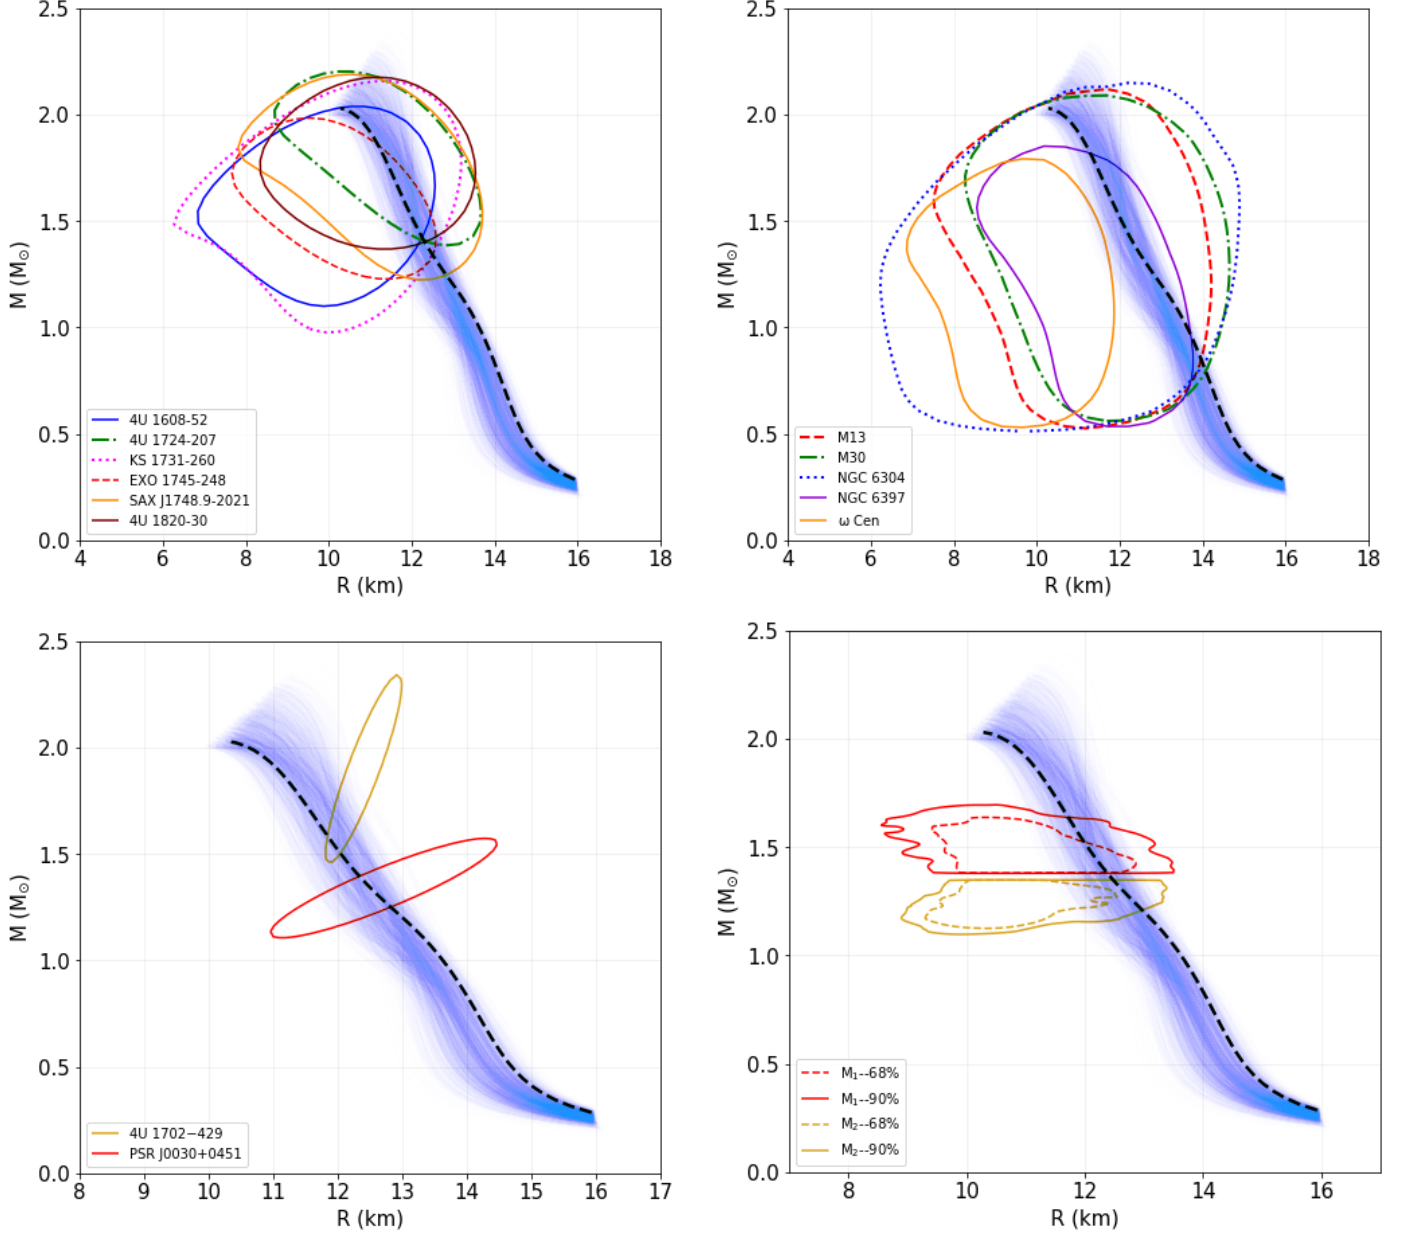 2.5
2.0
1.5
1.0
0.5
0.0
M (M⊙)
4U 1608-52
4U 1724-207
KS 1731-260
EXO 1745-248
SAX J1748.9-2021
4U 1820-30
4 6 8 10 12 14 16 18
R (km)
2.5
2.0
1.5
1.0
0.5
0.0
M (M⊙)
M13
M30
NGC 6304
NGC 6397
ω Cen
4 6 8 10 12 14 16 18
R (km)
2.5
2.0
1.5
1.0
0.5
0.0
M (M⊙)
4U 1702−429
PSR J0030+0451
8 9 10 11 12 13 14 15 16 17
R (km)
2.5
2.0
1.5
1.0
0.5
0.0
M (M⊙)
M₁--68%
M₁--90%
M₂--68%
M₂--90%
8 10 12 14 16
R (km)